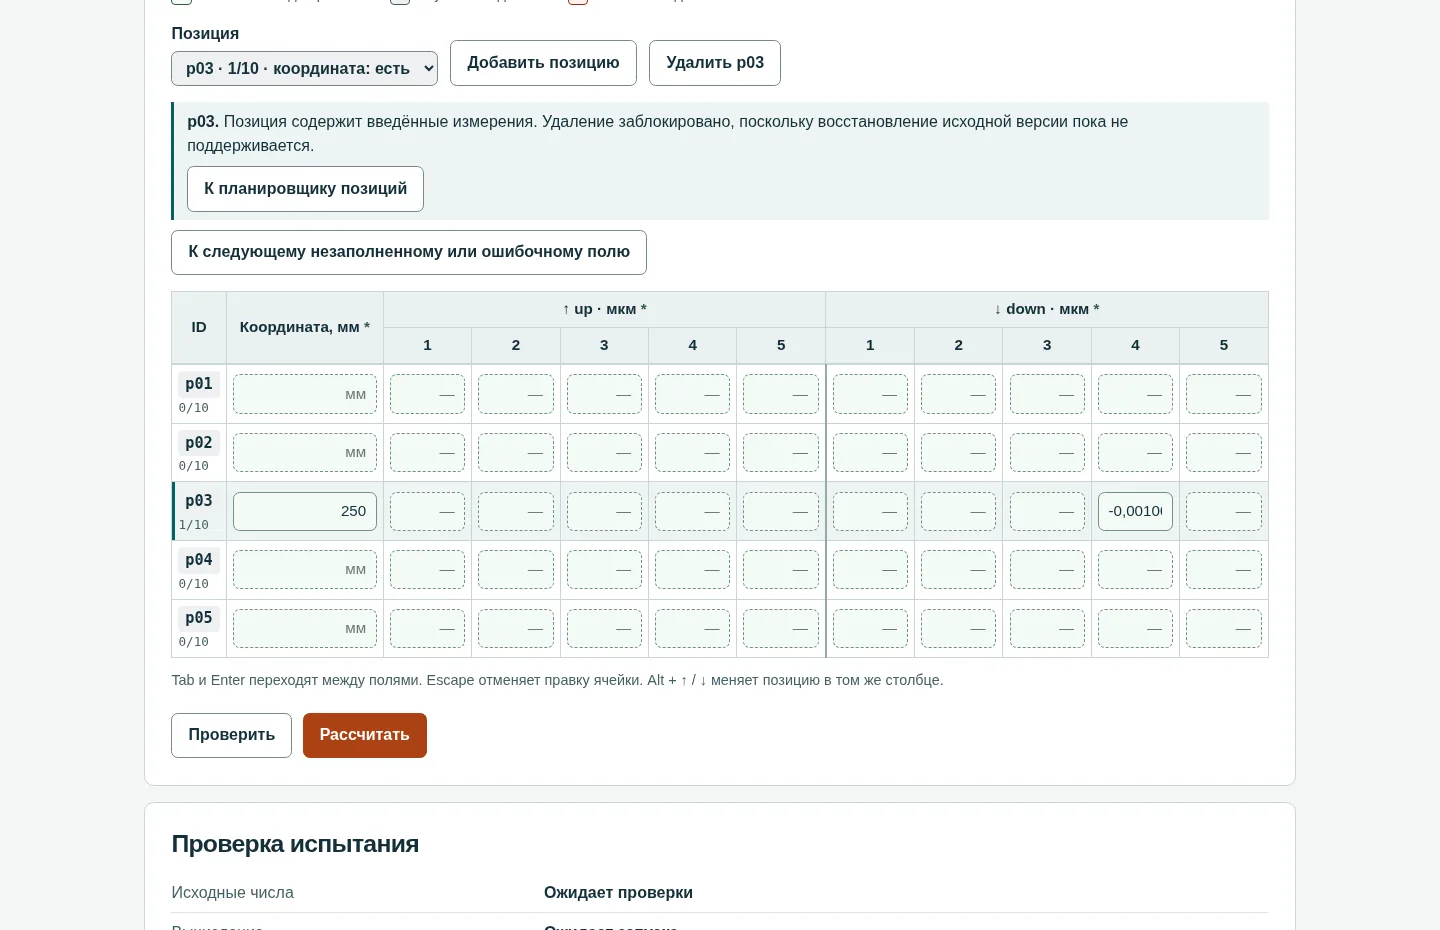 Позиция
p03 · 1/10 · координата: есть
Добавить позицию
Удалить p03
p03. Позиция содержит введённые измерения. Удаление заблокировано, поскольку восстановление исходной версии пока не
поддерживается.
К планировщику позиций
К следующему незаполненному или ошибочному полю
ID
Координата, мм *
↑ up · мкм *
↓ down · мкм *
1 2 3 4 5 1 2 3 4 5
p01 мм — — — — — — — — — —
0/10
p02 мм — — — — — — — — — —
0/10
p03 250 — — — — — — — — -0,0010 —
1/10
p04 мм — — — — — — — — — —
0/10
p05 мм — — — — — — — — — —
0/10
Tab и Enter переходят между полями. Escape отменяет правку ячейки. Alt + ↑ / ↓ меняет позицию в том же столбце.
Проверить
Рассчитать
Проверка испытания
Исходные числа
Ожидает проверки